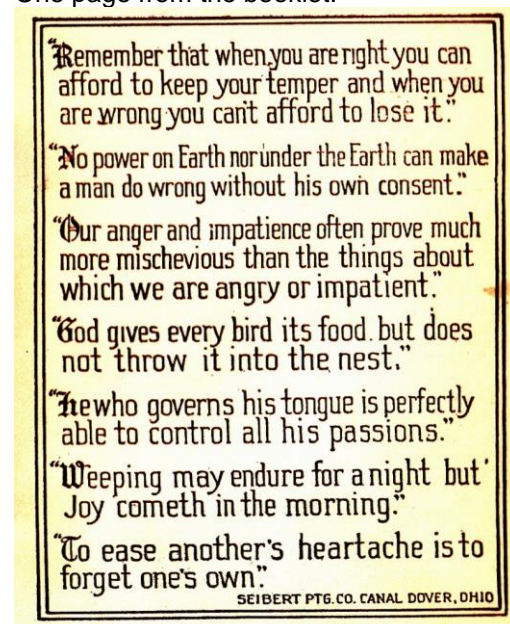 One page from the booklet.
"Remember that when you are right you can
afford to keep your temper and when you
are wrong you can't afford to lose it."
"No power on Earth nor under the Earth can make
a man do wrong without his own consent."
"Our anger and impatience often prove much
more mischevious than the things about
which we are angry or impatient."
"God gives every bird its food. but does
not throw it into the nest."
"He who governs his tongue is perfectly
able to control all his passions."
"Weeping may endure for a night but
Joy cometh in the morning."
"To ease another's heartache is to
forget one's own."
SEIBERT PTG. CO. CANAL DOVER, OHIO